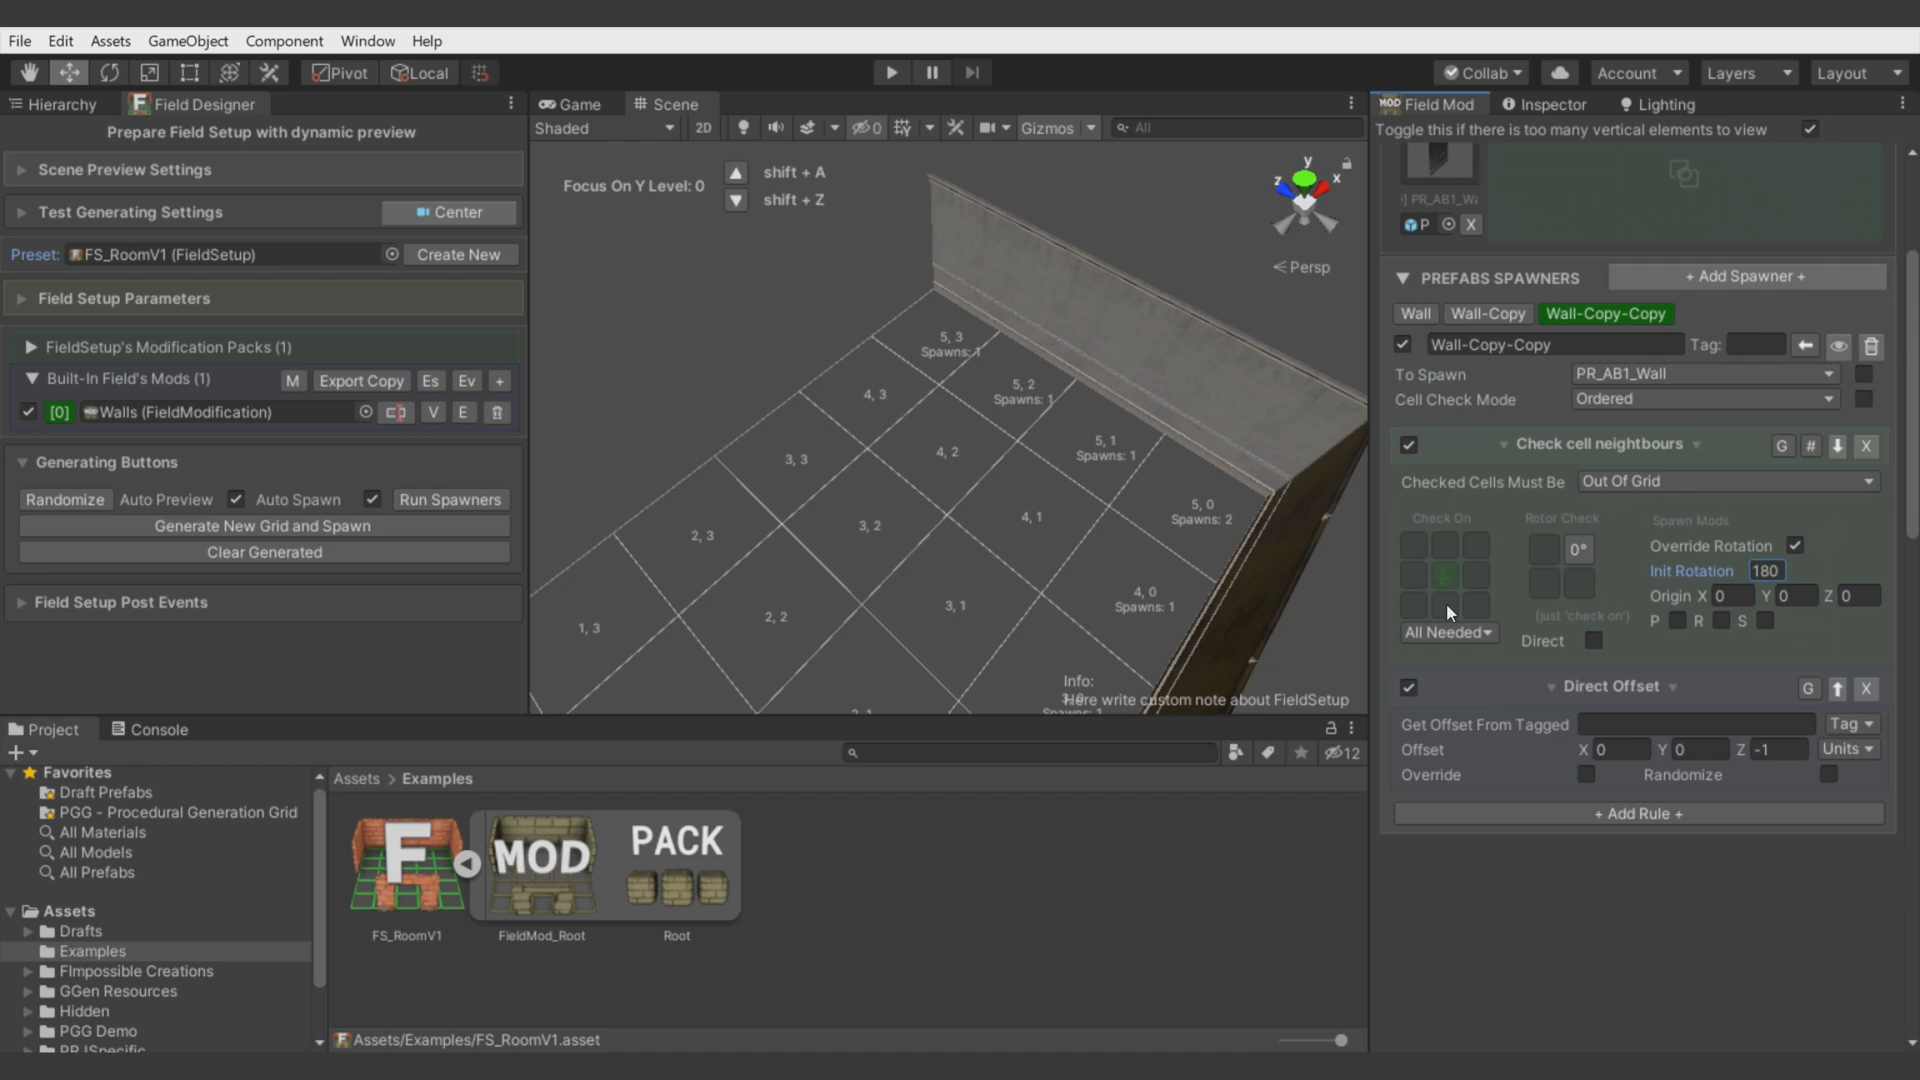 File Edit Assets GameObject Component Window Help
Pivot Local Collab Account Layers Layout
Hierarchy Field Designer
Prepare Field Setup with dynamic preview
Scene Preview Settings
Test Generating Settings Center
Preset: FS_RoomV1 (FieldSetup) Create New
Field Setup Parameters
FieldSetup's Modification Packs (1)
Built-In Field's Mods (1) M Export Copy Es Ev +
[0] Walls (FieldModification) V E
Generating Buttons
Randomize Auto Preview Auto Spawn Run Spawners
Generate New Grid and Spawn
Clear Generated
Field Setup Post Events
Game Scene
Shaded 2D 0 Gizmos All
Focus On Y Level: 0 shift + A
shift + Z
y
z x
Persp
5, 3
Spawns: 1
5, 2
Spawns: 1
4, 3
5, 1
Spawns: 1
4, 2
3, 3
5, 0
Spawns: 2
4, 1
3, 2
2, 3
4, 0
Spawns: 1
3, 1
2, 2
1, 3
Info:
Here write custom note about FieldSetup
Project Console
12
Favorites
Draft Prefabs
PGG - Procedural Generation Grid
All Materials
All Models
All Prefabs
Assets
Drafts
Examples
FImpossible Creations
GGen Resources
Hidden
PGG Demo
PRJSpecific
Assets > Examples
F MOD PACK
FS_RoomV1 FieldMod_Root Root
Assets/Examples/FS_RoomV1.asset
MOD Field Mod Inspector Lighting
Toggle this if there is too many vertical elements to view
] PR_AB1_Wa
P X
PREFABS SPAWNERS + Add Spawner +
Wall Wall-Copy Wall-Copy-Copy
Wall-Copy-Copy Tag:
To Spawn PR_AB1_Wall
Cell Check Mode Ordered
Check cell neighbours G # X
Checked Cells Must Be Out Of Grid
Check On Rotor Check Spawn Mods
0° Override Rotation
Init Rotation 180
Origin X 0 Y 0 Z 0
(just 'check on') P R S
All Needed Direct
Direct Offset G X
Get Offset From Tagged Tag
Offset X 0 Y 0 Z -1 Units
Override Randomize
+ Add Rule +